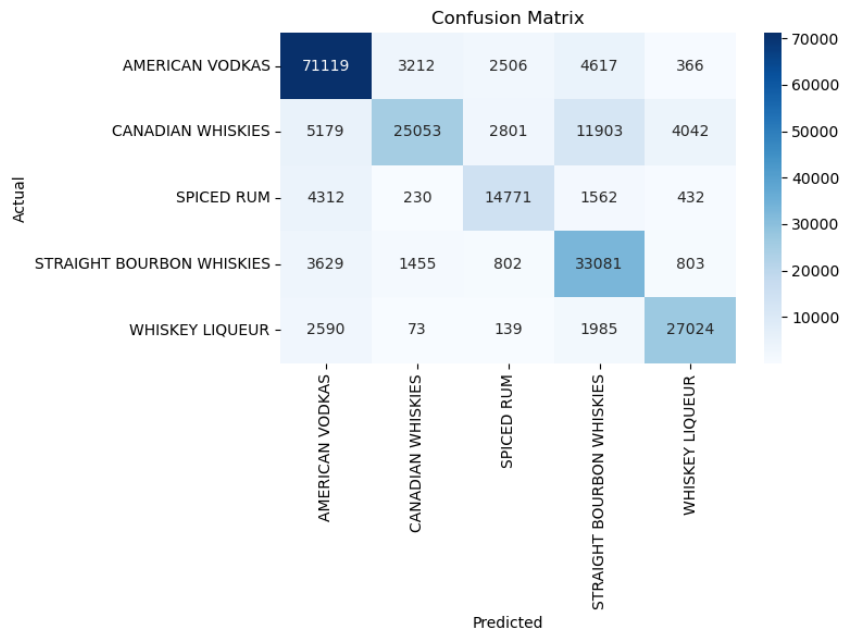 Confusion Matrix
AMERICAN VODKAS 71119 3212 2506 4617 366
CANADIAN WHISKIES 5179 25053 2801 11903 4042
SPICED RUM 4312 230 14771 1562 432
STRAIGHT BOURBON WHISKIES 3629 1455 802 33081 803
WHISKEY LIQUEUR 2590 73 139 1985 27024
Actual
AMERICAN VODKAS
CANADIAN WHISKIES
SPICED RUM
STRAIGHT BOURBON WHISKIES
WHISKEY LIQUEUR
Predicted
70000
60000
50000
40000
30000
20000
10000